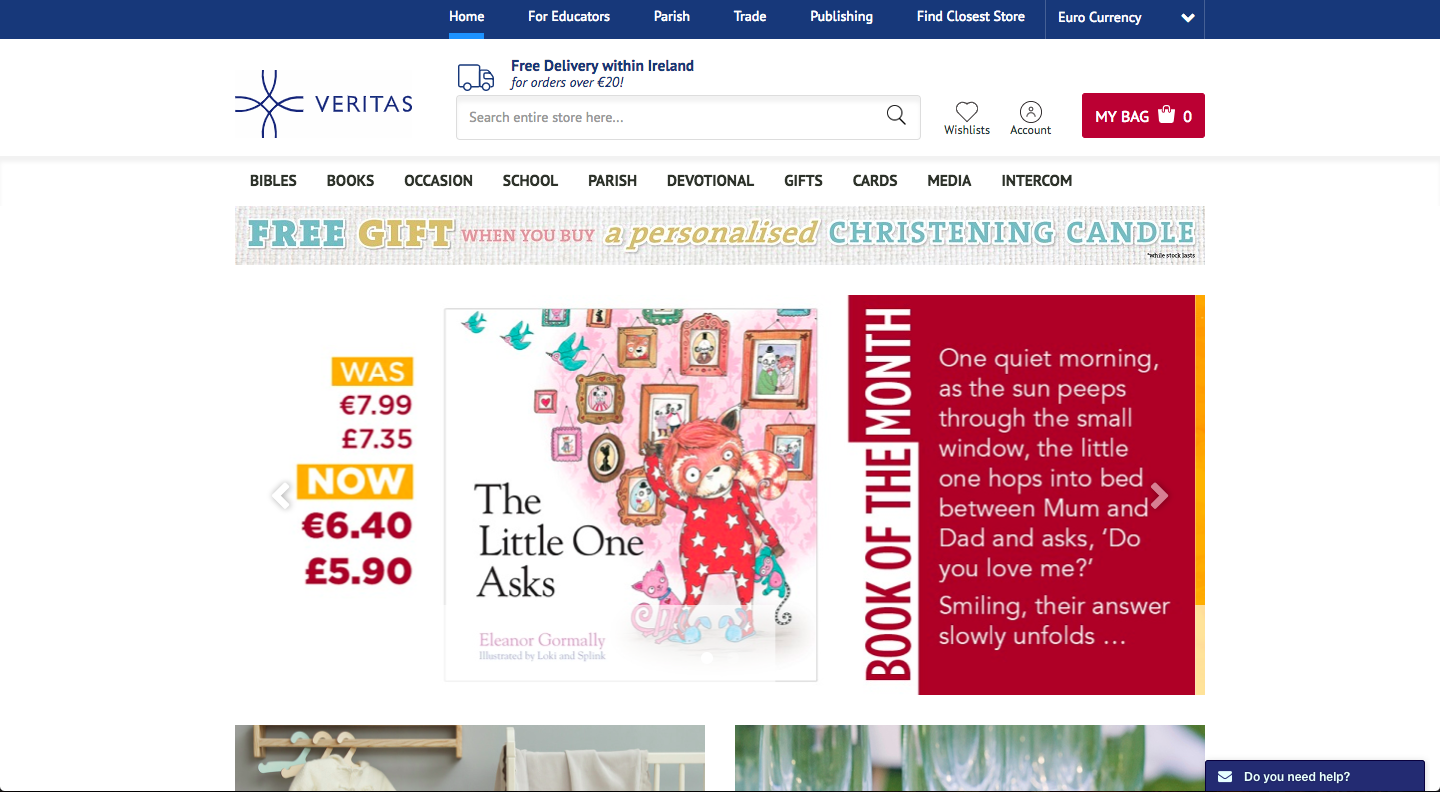 Home For Educators Parish Trade Publishing Find Closest Store Euro Currency
Free Delivery within Ireland
for orders over €20!
VERITAS
Search entire store here...
Wishlists
Account
MY BAG 0
BIBLES BOOKS OCCASION SCHOOL PARISH DEVOTIONAL GIFTS CARDS MEDIA INTERCOM
FREE GIFT WHEN YOU BUY a personalised CHRISTENING CANDLE
*while stock lasts
WAS
€7.99
£7.35
NOW
€6.40
£5.90
The
Little One
Asks
Eleanor Gormally
Illustrated by Loki and Splink
BOOK OF THE MONTH
One quiet morning,
as the sun peeps
through the small
window, the little
one hops into bed
between Mum and
Dad and asks, ‘Do
you love me?’
Smiling, their answer
slowly unfolds ...
Do you need help?